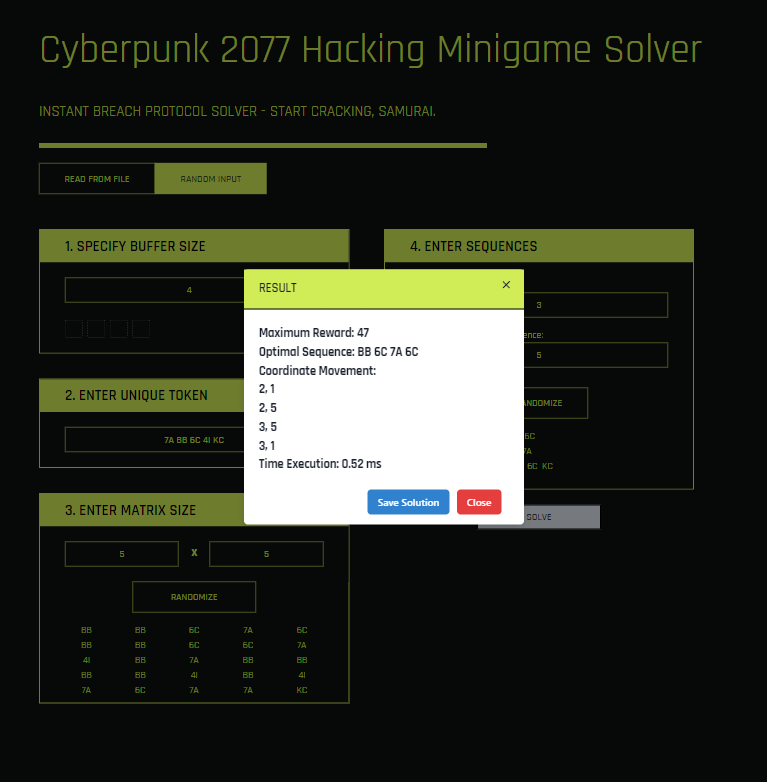 Cyberpunk 2077 Hacking Minigame Solver
INSTANT BREACH PROTOCOL SOLVER - START CRACKING, SAMURAI.
READ FROM FILE
RANDOM INPUT
1. SPECIFY BUFFER SIZE
4
2. ENTER UNIQUE TOKEN
7A BB 6C 4I KC
3. ENTER MATRIX SIZE
5 X 5
RANDOMIZE
BB BB 6C 7A 6C
BB BB 6C 6C 7A
4I BB 7A BB BB
BB BB 4I BB 4I
7A 6C 7A 7A KC
4. ENTER SEQUENCES
3
5
6C KC
SOLVE
RESULT
×
Maximum Reward: 47
Optimal Sequence: BB 6C 7A 6C
Coordinate Movement:
2, 1
2, 5
3, 5
3, 1
Time Execution: 0.52 ms
Save Solution
Close